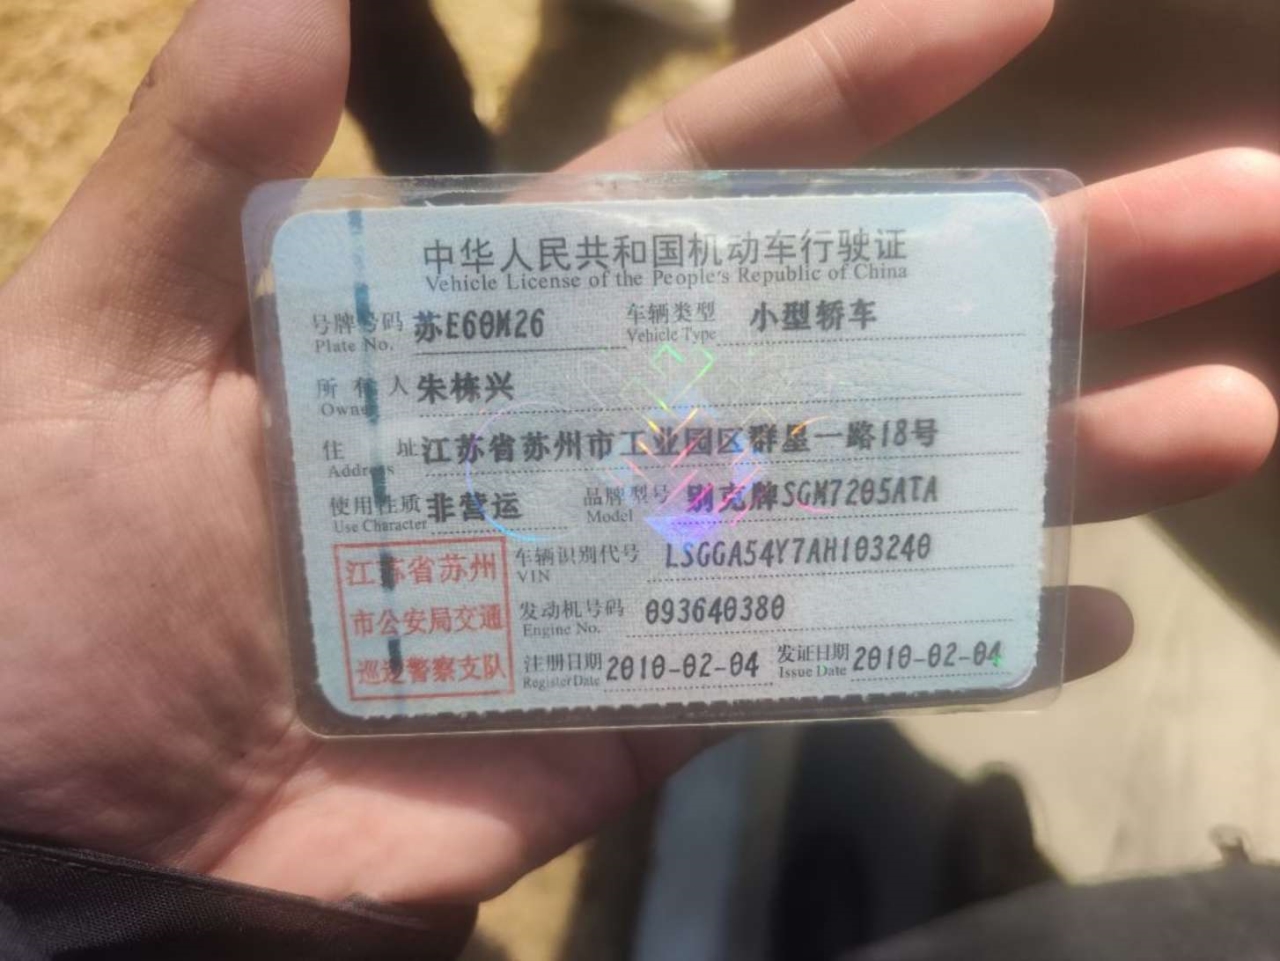 中华人民共和国机动车行驶证
Vehicle License of the People's Republic of China
号牌号码 苏E60M26 车辆类型 小型轿车
Plate No. Vehicle Type
所有人 朱栋兴
Owner
住址 江苏省苏州市工业园区群星一路18号
Address
使用性质 非营运 品牌型号 别克牌SGM7205ATA
Use Character Model
车辆识别代号 LSGGA54Y7AH103240
VIN
发动机号码 093640380
Engine No.
注册日期 2010-02-04 发证日期 2010-02-04
Register Date Issue Date
江苏省苏州
市公安局交通
巡逻警察支队